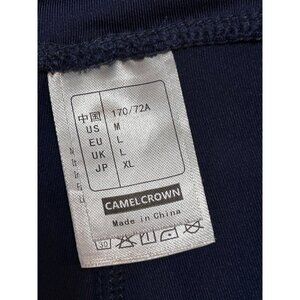 中国 170/72A
US M
EU L
UK L
JP XL
CAMELCROWN
Made in China
30